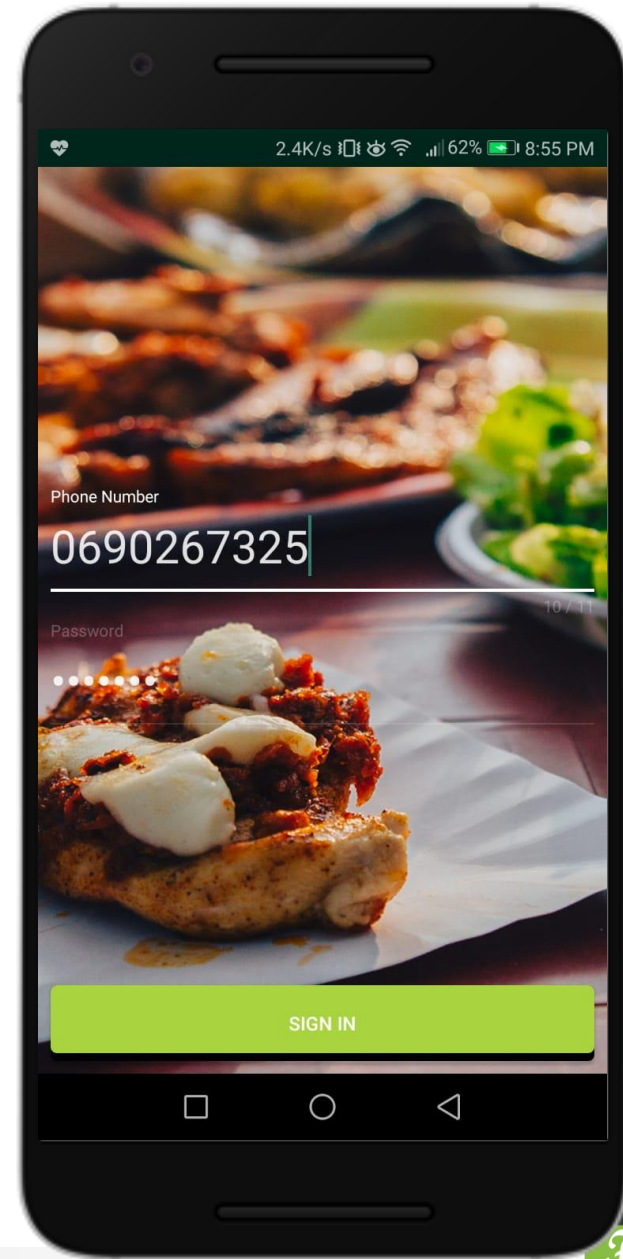 2.4K/s 62% 8:55 PM
Phone Number
0690267325
10 / 11
Password
•••••••
SIGN IN